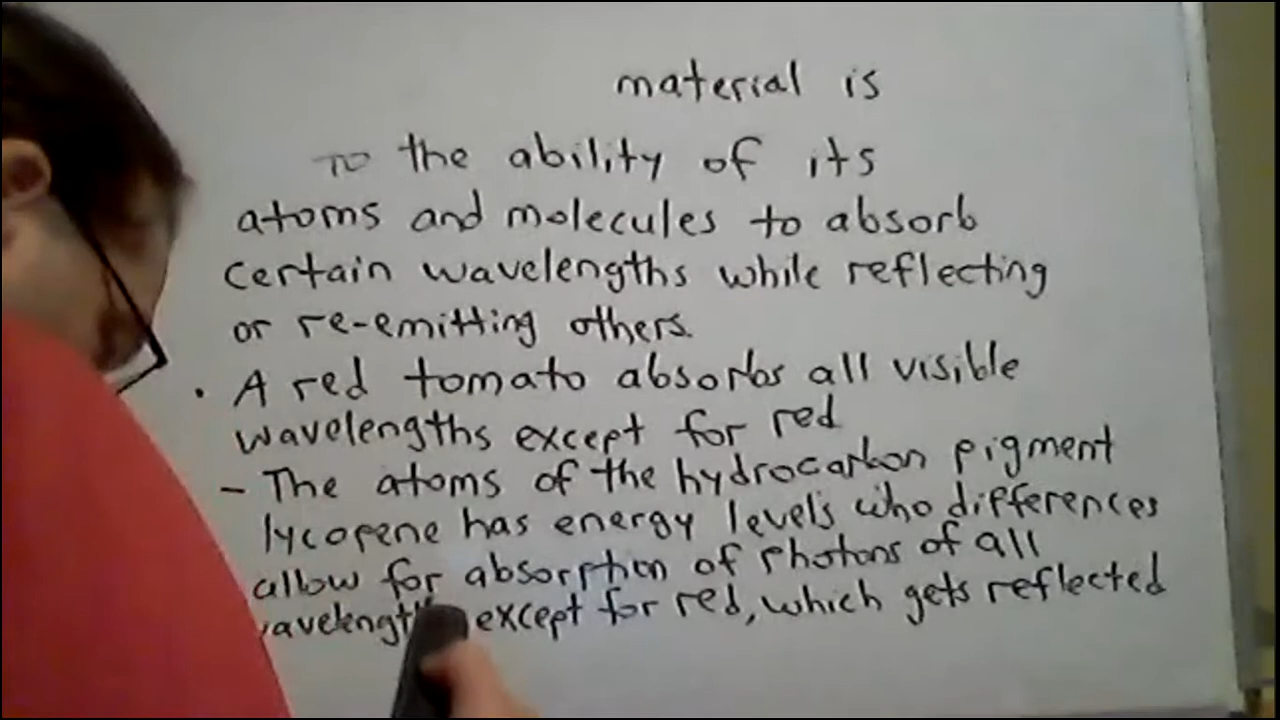 material is
to the ability of its
atoms and molecules to absorb
certain wavelengths while reflecting
or re-emitting others.
• A red tomato absorbs all visible
wavelengths except for red
- The atoms of the hydrocarbon pigment
lycopene has energy levels who differences
allow for absorption of photons of all
wavelengths except for red, which gets reflected